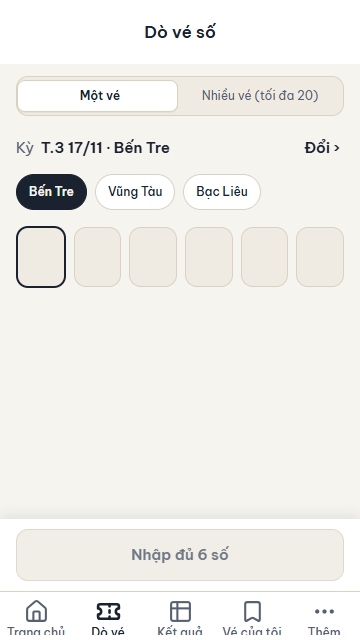 Dò vé số
Một vé
Nhiều vé (tối đa 20)
Kỳ T.3 17/11 · Bến Tre
Đổi ›
Bến Tre
Vũng Tàu
Bạc Liêu
Nhập đủ 6 số
Trang chủ
Dò vé
Kết quả
Vé của tôi
Thêm